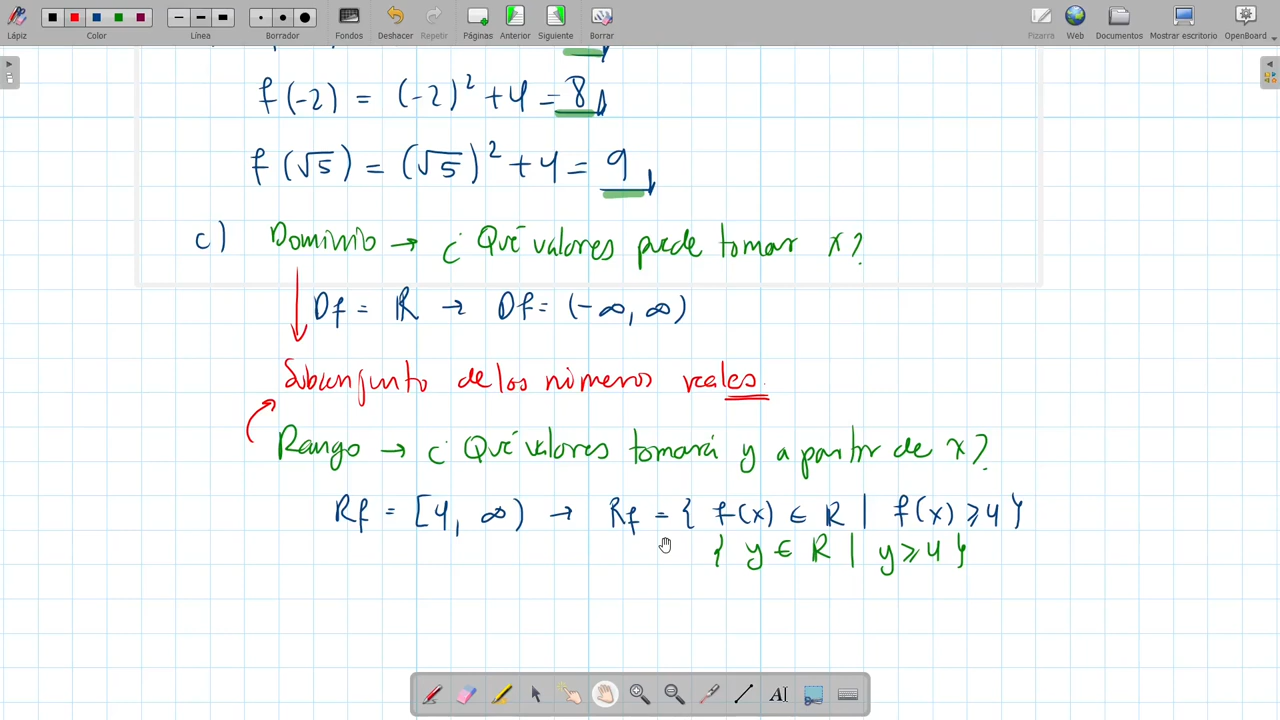 Lápiz Color Línea Borrador Fondos Deshacer Repetir Páginas Anterior Siguiente Borrar Pizarra Web Documentos Mostrar escritorio OpenBoard
f(-2) = (-2)² + 4 = 8
f(√5) = (√5)² + 4 = 9
c) Dominio → ¿Qué valores puede tomar x?
Df = ℝ → Df = (-∞, ∞)
Subconjunto de los números reales.
Rango → ¿Qué valores tomará y a partir de x?
Rf = [4, ∞) → Rf = { f(x) ∈ ℝ | f(x) ≥ 4 }
{ y ∈ ℝ | y ≥ 4 }
AI